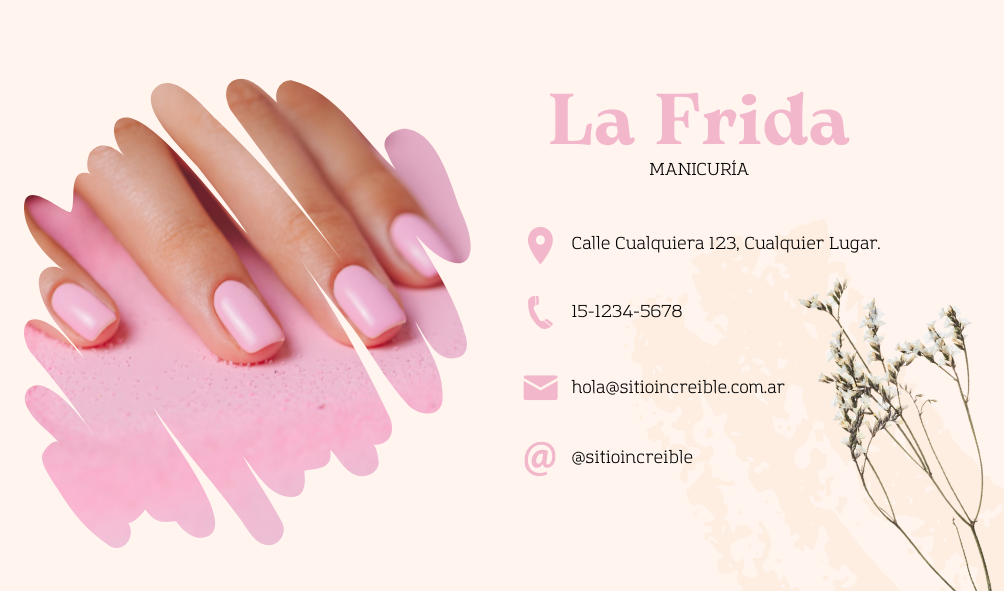 La Frida
MANICURÍA
Calle Cualquiera 123, Cualquier Lugar.
15-1234-5678
hola@sitioincreible.com.ar
@sitioincreible